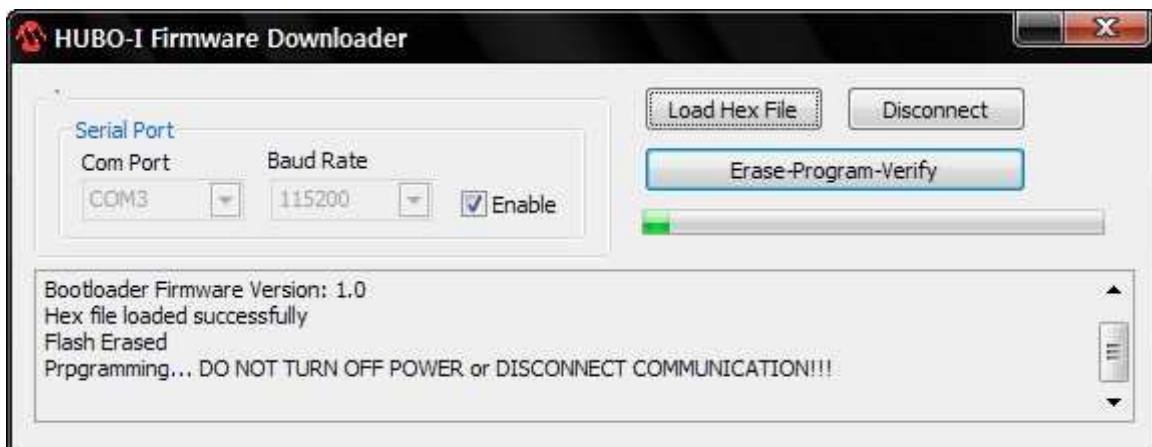 HUBO-I Firmware Downloader
Serial Port
Com Port
Baud Rate
COM3
115200
Enable
Load Hex File
Disconnect
Erase-Program-Verify
Bootloader Firmware Version: 1.0
Hex file loaded successfully
Flash Erased
Prpgramming... DO NOT TURN OFF POWER or DISCONNECT COMMUNICATION!!!